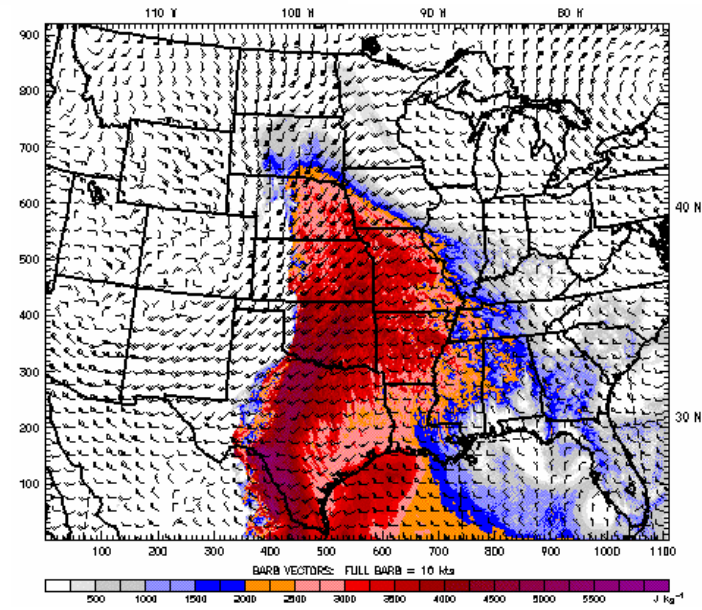 110 W 100 W 90 W 80 W
900
800
700
600
40 N
500
400
300
30 N
200
100
100 200 300 400 500 600 700 800 900 1000 1100
BARB VECTORS: FULL BARB = 10 kts
500 1000 1500 2000 2500 3000 3500 4000 4500 5000 5500 J Kg⁻¹